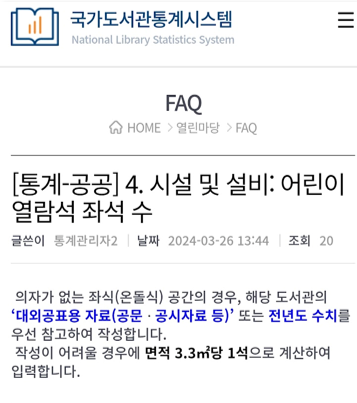 국가도서관통계시스템
National Library Statistics System
FAQ
HOME > 열린마당 > FAQ
[통계-공공] 4. 시설 및 설비: 어린이
열람석 좌석 수
글쓴이 통계관리자2 | 날짜 2024-03-26 13:44 | 조회 20
의자가 없는 좌식(온돌식) 공간의 경우, 해당 도서관의
‘대외공표용 자료(공문ㆍ공시자료 등)’ 또는 전년도 수치를
우선 참고하여 작성합니다.
작성이 어려울 경우에 면적 3.3㎡당 1석으로 계산하여
입력합니다.